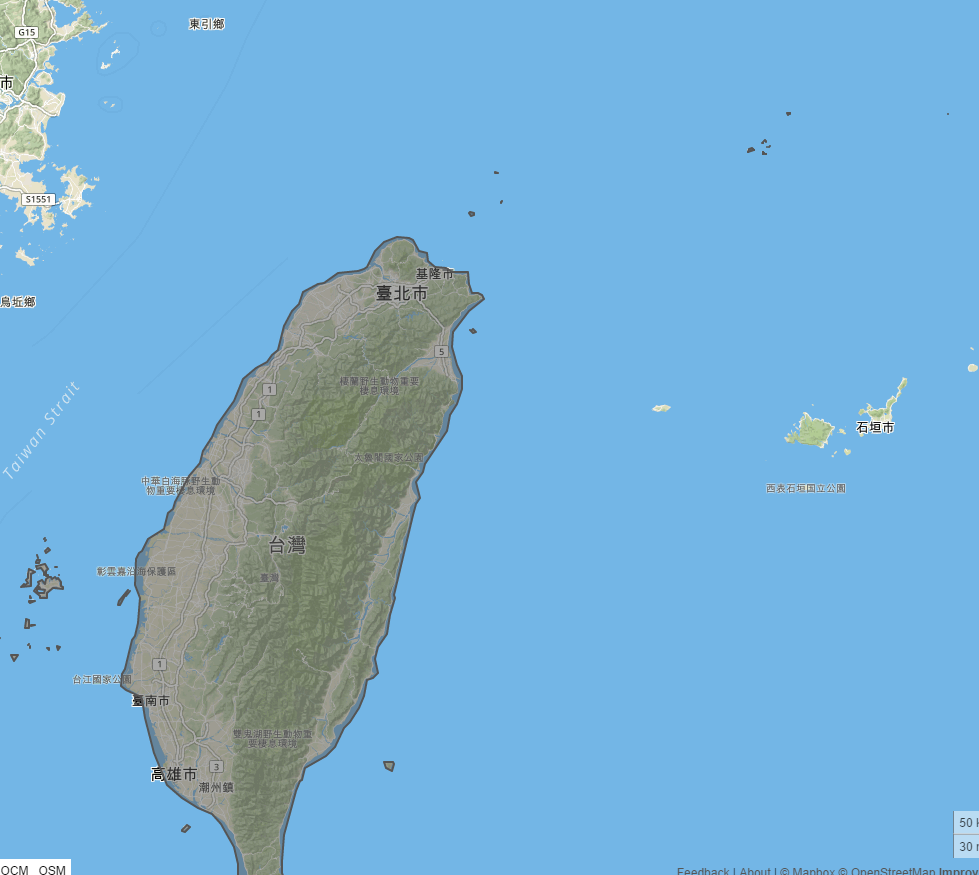 東引鄉
G15
市
S1551
基隆市
臺北市
烏坵鄉
5
棲蘭野生動物重要
棲息環境
1
1
石垣市
Taiwan Strait
太魯閣國家公園
中華白海豚野生動
物重要棲息環境
西表石垣国立公園
台灣
彰雲嘉沿海保護區
臺灣
1
台江國家公園
臺南市
雙鬼湖野生動物重
要棲息環境
3
高雄市
潮州鎮
50
30
OCM OSM
Feedback | About | © Mapbox © OpenStreetMap Improv